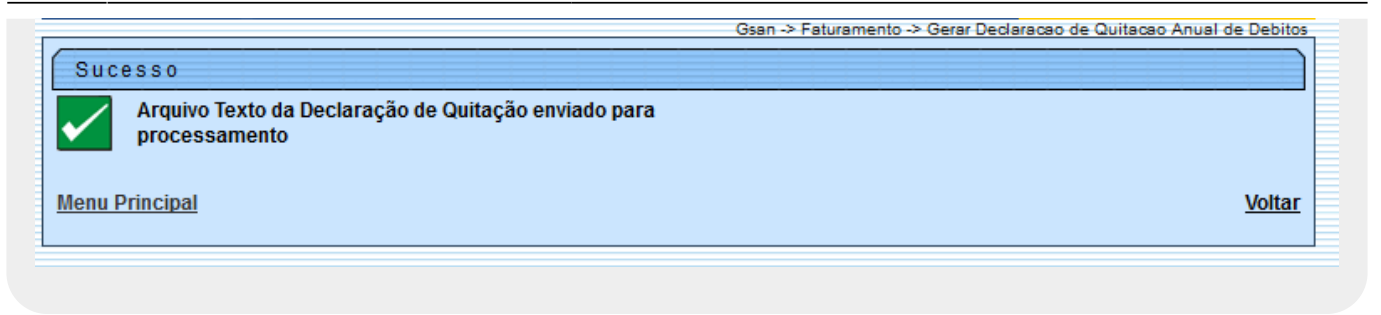 Gsan -> Faturamento -> Gerar Declaracao de Quitacao Anual de Debitos
Sucesso
Arquivo Texto da Declaração de Quitação enviado para
processamento
Menu Principal
Voltar